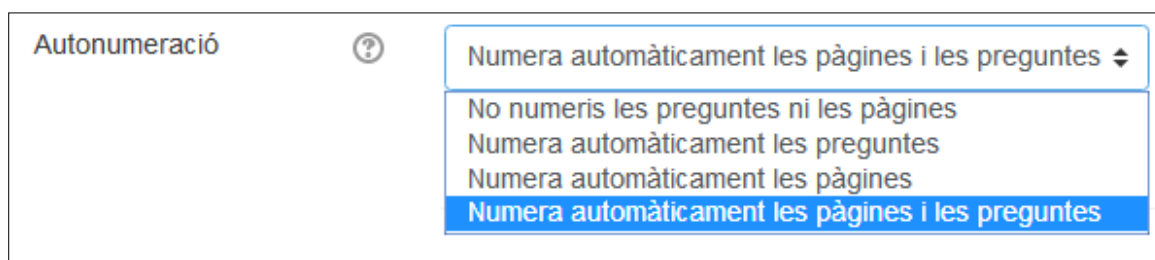 Autonumeració
Numera automàticament les pàgines i les preguntes
No numeris les preguntes ni les pàgines
Numera automàticament les preguntes
Numera automàticament les pàgines
Numera automàticament les pàgines i les preguntes